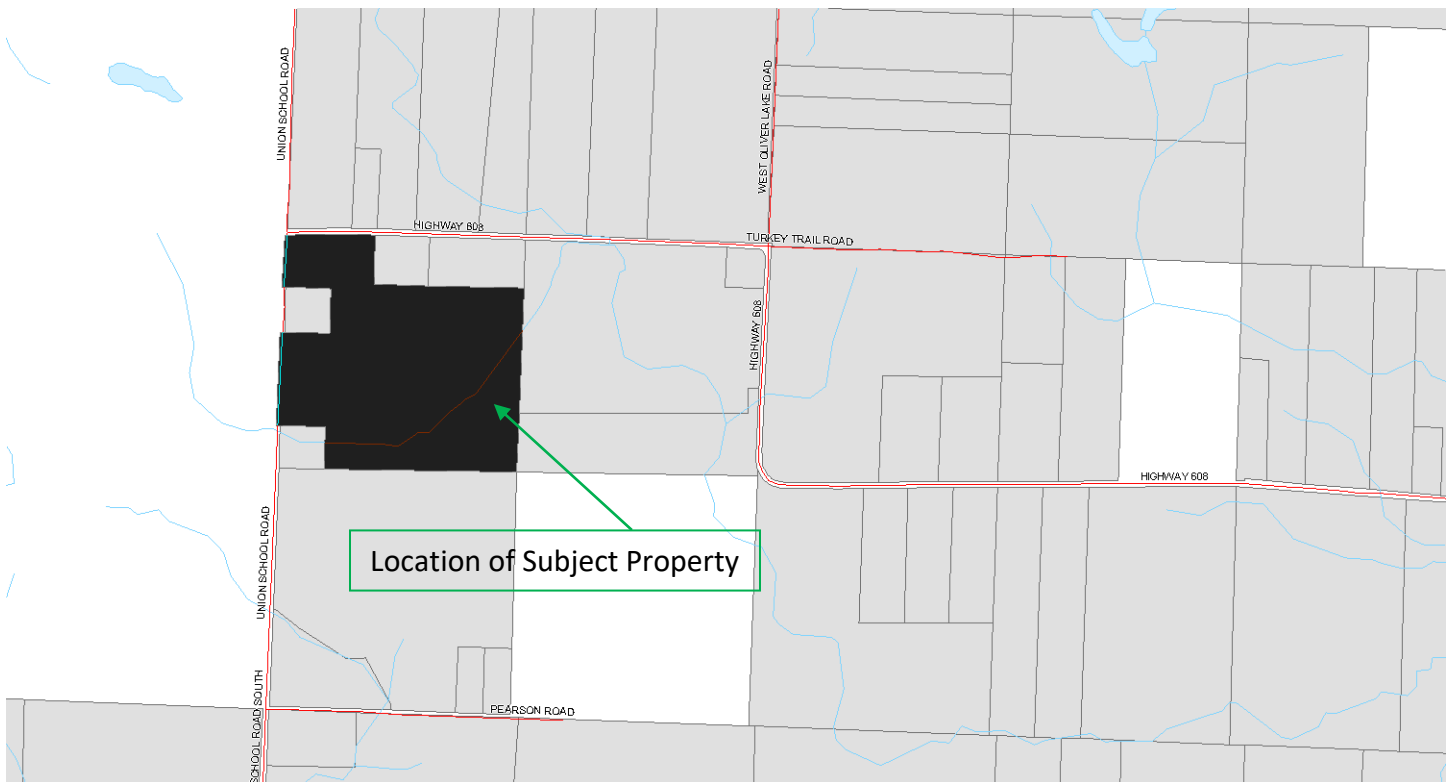 UNION SCHOOL ROAD
WEST OLIVER LAKE ROAD
HIGHWAY 608
TURKEY TRAIL ROAD
HIGHWAY 608
HIGHWAY 608
Location of Subject Property
UNION SCHOOL ROAD
SCHOOL ROAD SOUTH
PEARSON ROAD